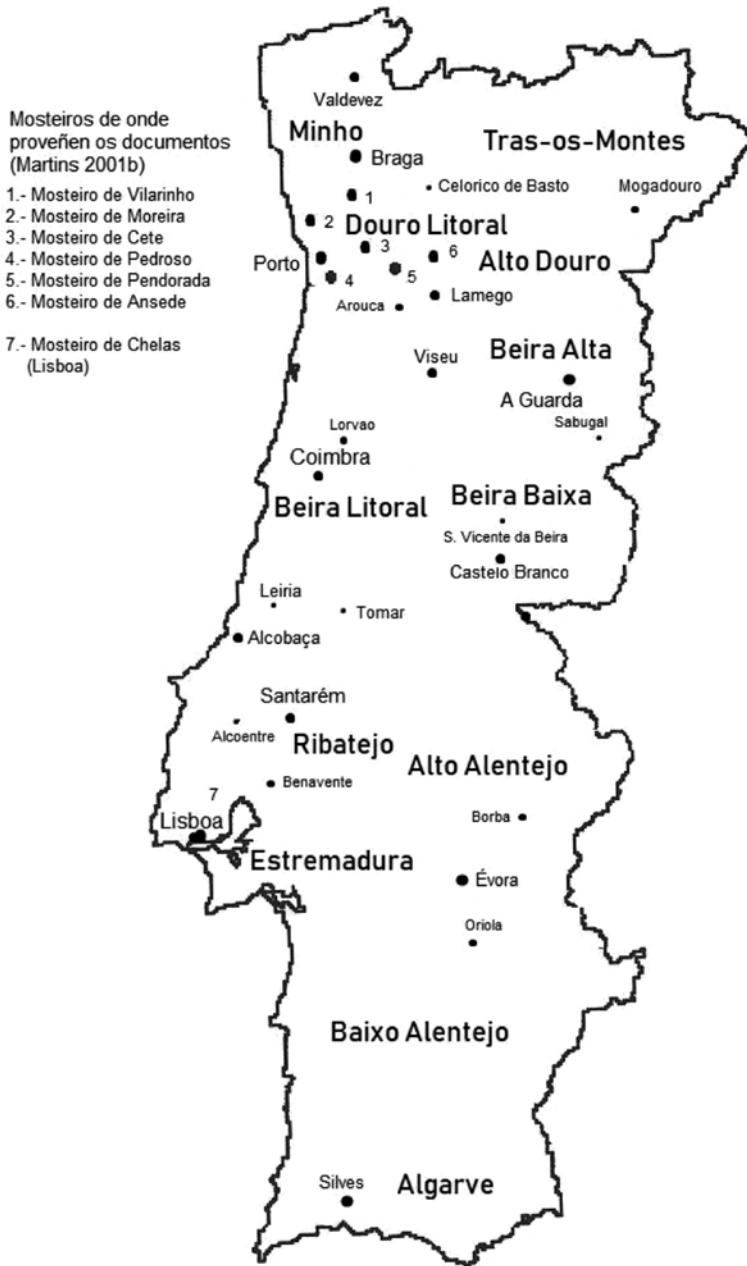 Mosteiros de onde
proveñen os documentos
(Martins 2001b)
1.- Mosteiro de Vilarinho
2.- Mosteiro de Moreira
3.- Mosteiro de Cete
4.- Mosteiro de Pedroso
5.- Mosteiro de Pendorada
6.- Mosteiro de Ansede
7.- Mosteiro de Chelas
(Lisboa)
Valdevez
Minho
Tras-os-Montes
Braga
Celorico de Basto
Mogadouro
1
2
Douro Litoral
3
6
Porto
4
5
Alto Douro
Arouca
Lamego
Viseu
Beira Alta
A Guarda
Sabugal
Lorvao
Coimbra
Beira Litoral
Beira Baixa
S. Vicente da Beira
Castelo Branco
Leiria
Tomar
Alcobaça
Santarém
Alcoentre
Ribatejo
Alto Alentejo
Benavente
7
Lisboa
Borba
Estremadura
Évora
Oriola
Baixo Alentejo
Silves
Algarve